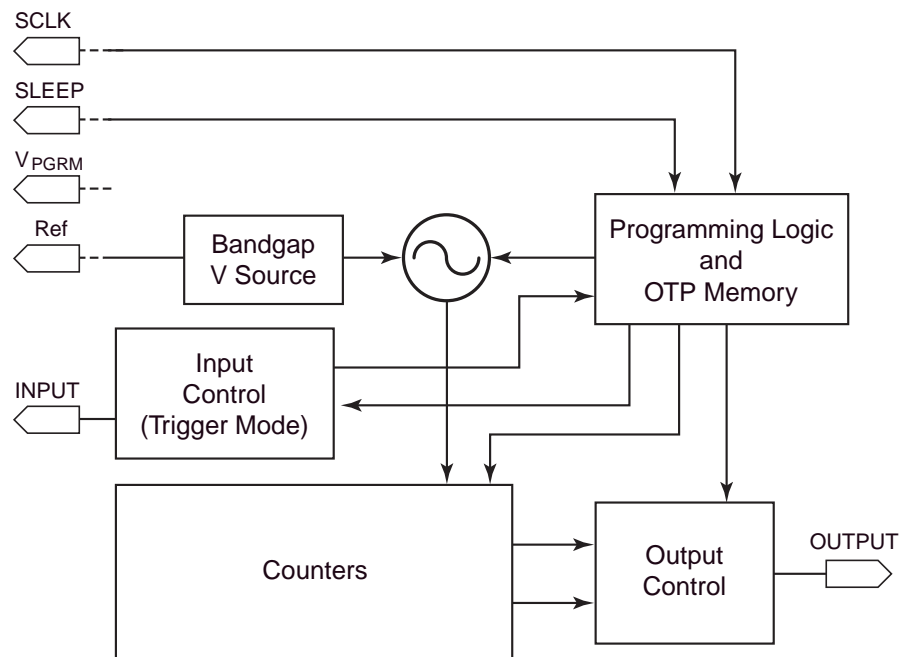 SCLK
SLEEP
VPGRM
Ref
Bandgap
V Source
Programming Logic
and
OTP Memory
Input
Control
(Trigger Mode)
INPUT
Counters
Output
Control
OUTPUT